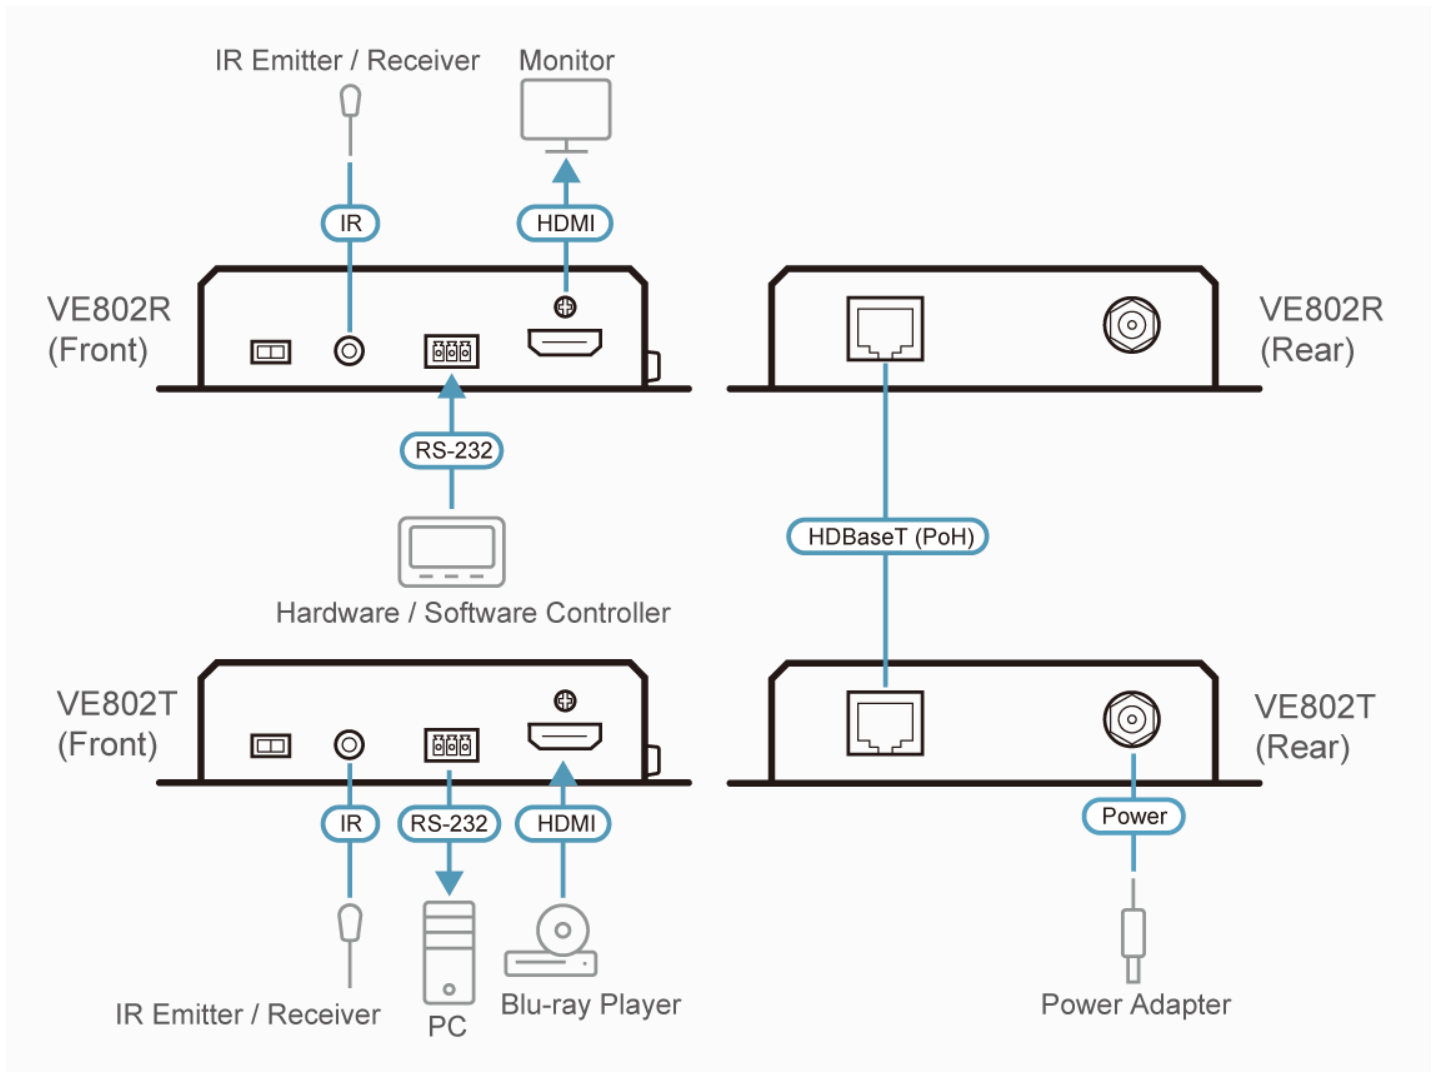 IR Emitter / Receiver
Monitor
IR
HDMI
VE802R
(Front)
VE802R
(Rear)
RS-232
HDBaseT (PoH)
Hardware / Software Controller
VE802T
(Front)
VE802T
(Rear)
IR
RS-232
HDMI
Power
IR Emitter / Receiver
PC
Blu-ray Player
Power Adapter